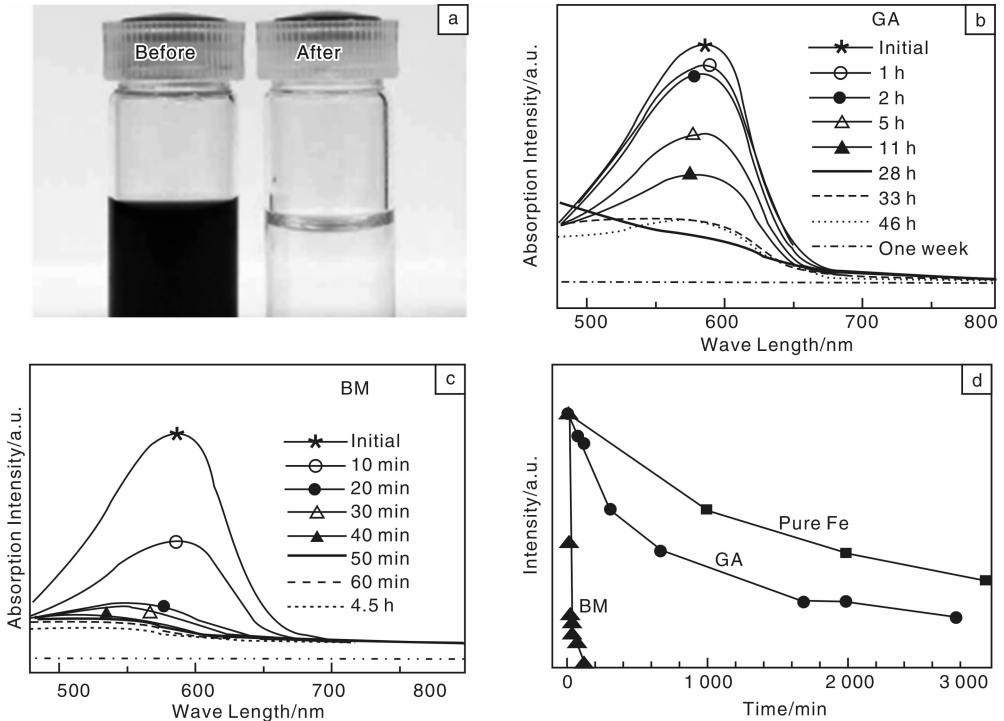 a
Before
After
b
GA
Initial
1 h
2 h
5 h
11 h
28 h
33 h
46 h
One week
Absorption Intensity/a.u.
500
600
700
800
Wave Length/nm
c
BM
Initial
10 min
20 min
30 min
40 min
50 min
60 min
4.5 h
Absorption Intensity/a.u.
500
600
700
800
Wave Length/nm
d
Pure Fe
GA
BM
Intensity/a.u.
0
1 000
2 000
3 000
Time/min